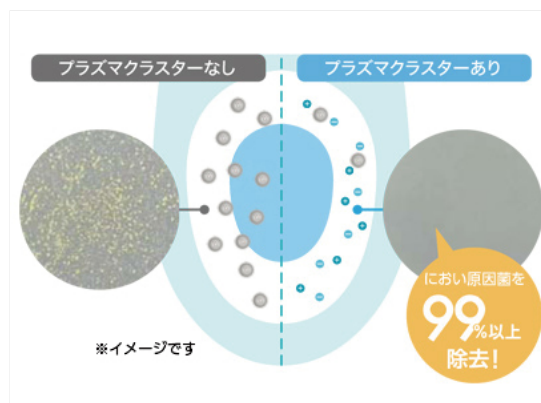 プラズマクラスターなし
プラズマクラスターあり
におい原因菌を
99%以上
除去!
※イメージです